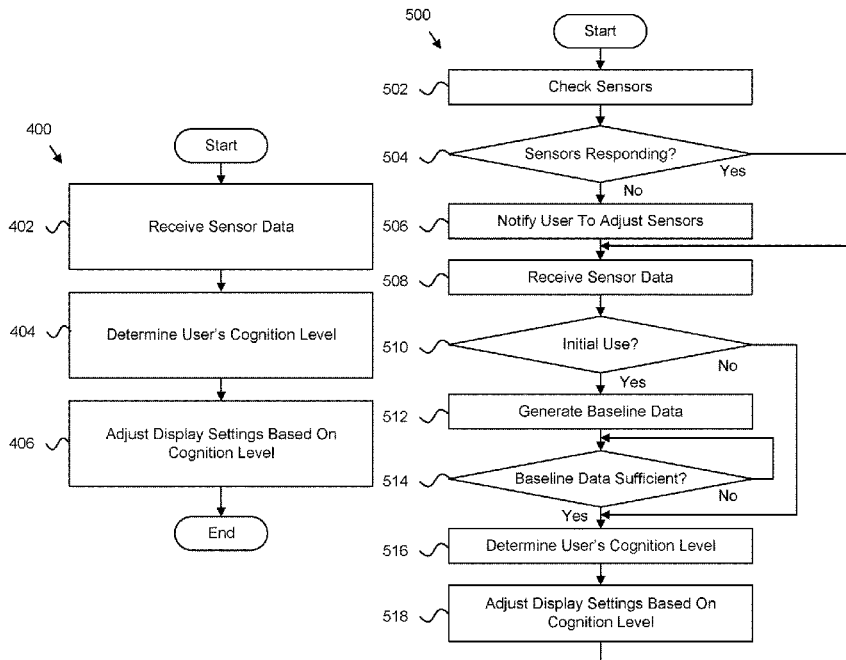 400
Start
402
Receive Sensor Data
404
Determine User's Cognition Level
406
Adjust Display Settings Based On
Cognition Level
End
500
Start
502
Check Sensors
504
Sensors Responding?
Yes
No
506
Notify User To Adjust Sensors
508
Receive Sensor Data
510
Initial Use?
No
Yes
512
Generate Baseline Data
514
Baseline Data Sufficient?
No
Yes
516
Determine User's Cognition Level
518
Adjust Display Settings Based On
Cognition Level